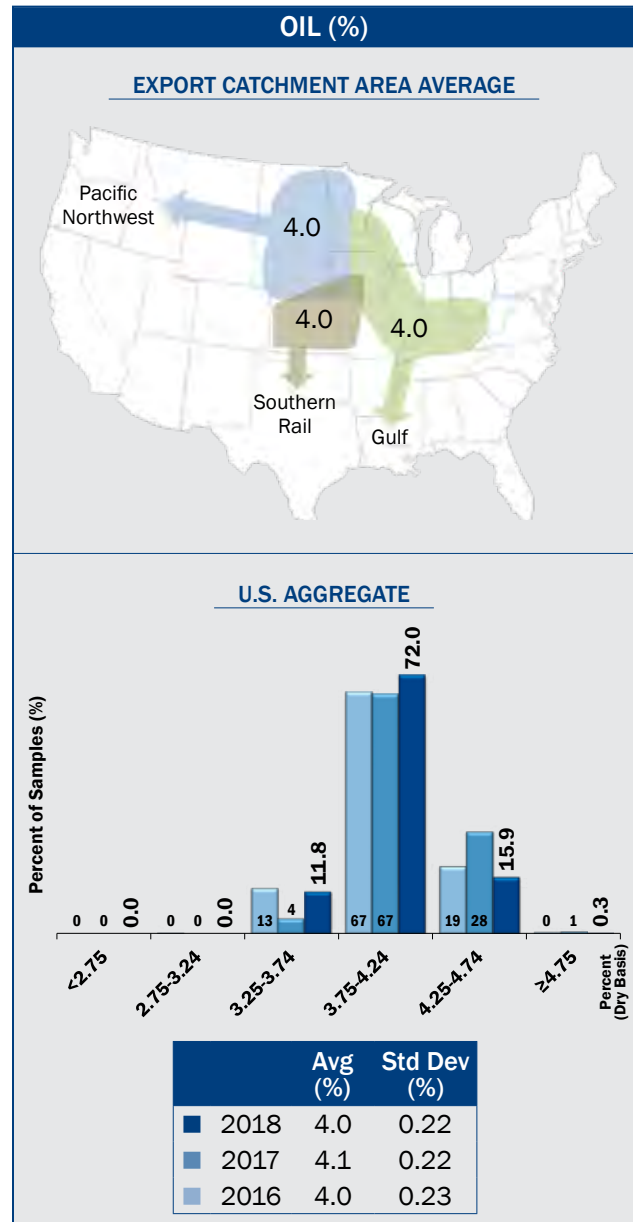 OIL (%)
EXPORT CATCHMENT AREA AVERAGE
Pacific
Northwest
4.0
4.0
4.0
Southern
Rail
Gulf
U.S. AGGREGATE
Percent of Samples (%)
0 0 0.0
0 0 0.0
13 4 11.8
67 67 72.0
19 28 15.9
0 1 0.3
<2.75
2.75-3.24
3.25-3.74
3.75-4.24
4.25-4.74
≥4.75
Percent
(Dry Basis)
Avg Std Dev
(%) (%)
2018 4.0 0.22
2017 4.1 0.22
2016 4.0 0.23